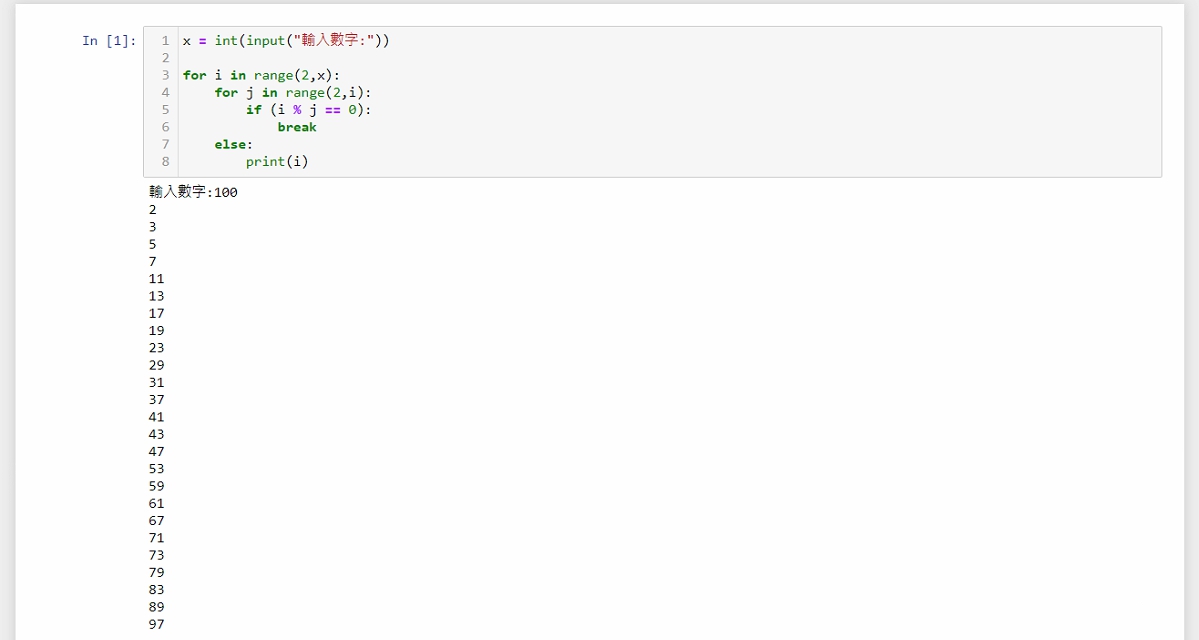 In [1]:
1 x = int(input("輸入數字:"))
2
3 for i in range(2,x):
4     for j in range(2,i):
5         if (i % j == 0):
6             break
7     else:
8         print(i)
輸入數字:100
2
3
5
7
11
13
17
19
23
29
31
37
41
43
47
53
59
61
67
71
73
79
83
89
97